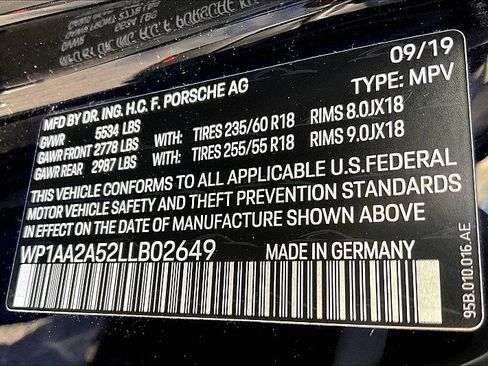 09/19
MFD BY DR. ING. H.C. F. PORSCHE AG
TYPE: MPV
GVWR 5534 LBS
GAWR FRONT 2778 LBS WITH: TIRES 235/60 R18 RIMS 8.0JX18
GAWR REAR 2987 LBS WITH: TIRES 255/55 R18 RIMS 9.0JX18
THIS VEHICLE CONFORMS TO ALL APPLICABLE U.S.FEDERAL
MOTOR VEHICLE SAFETY AND THEFT PREVENTION STANDARDS
IN EFFECT ON THE DATE OF MANUFACTURE SHOWN ABOVE
WP1AA2A52LLB02649 MADE IN GERMANY
95B.010.016.AE